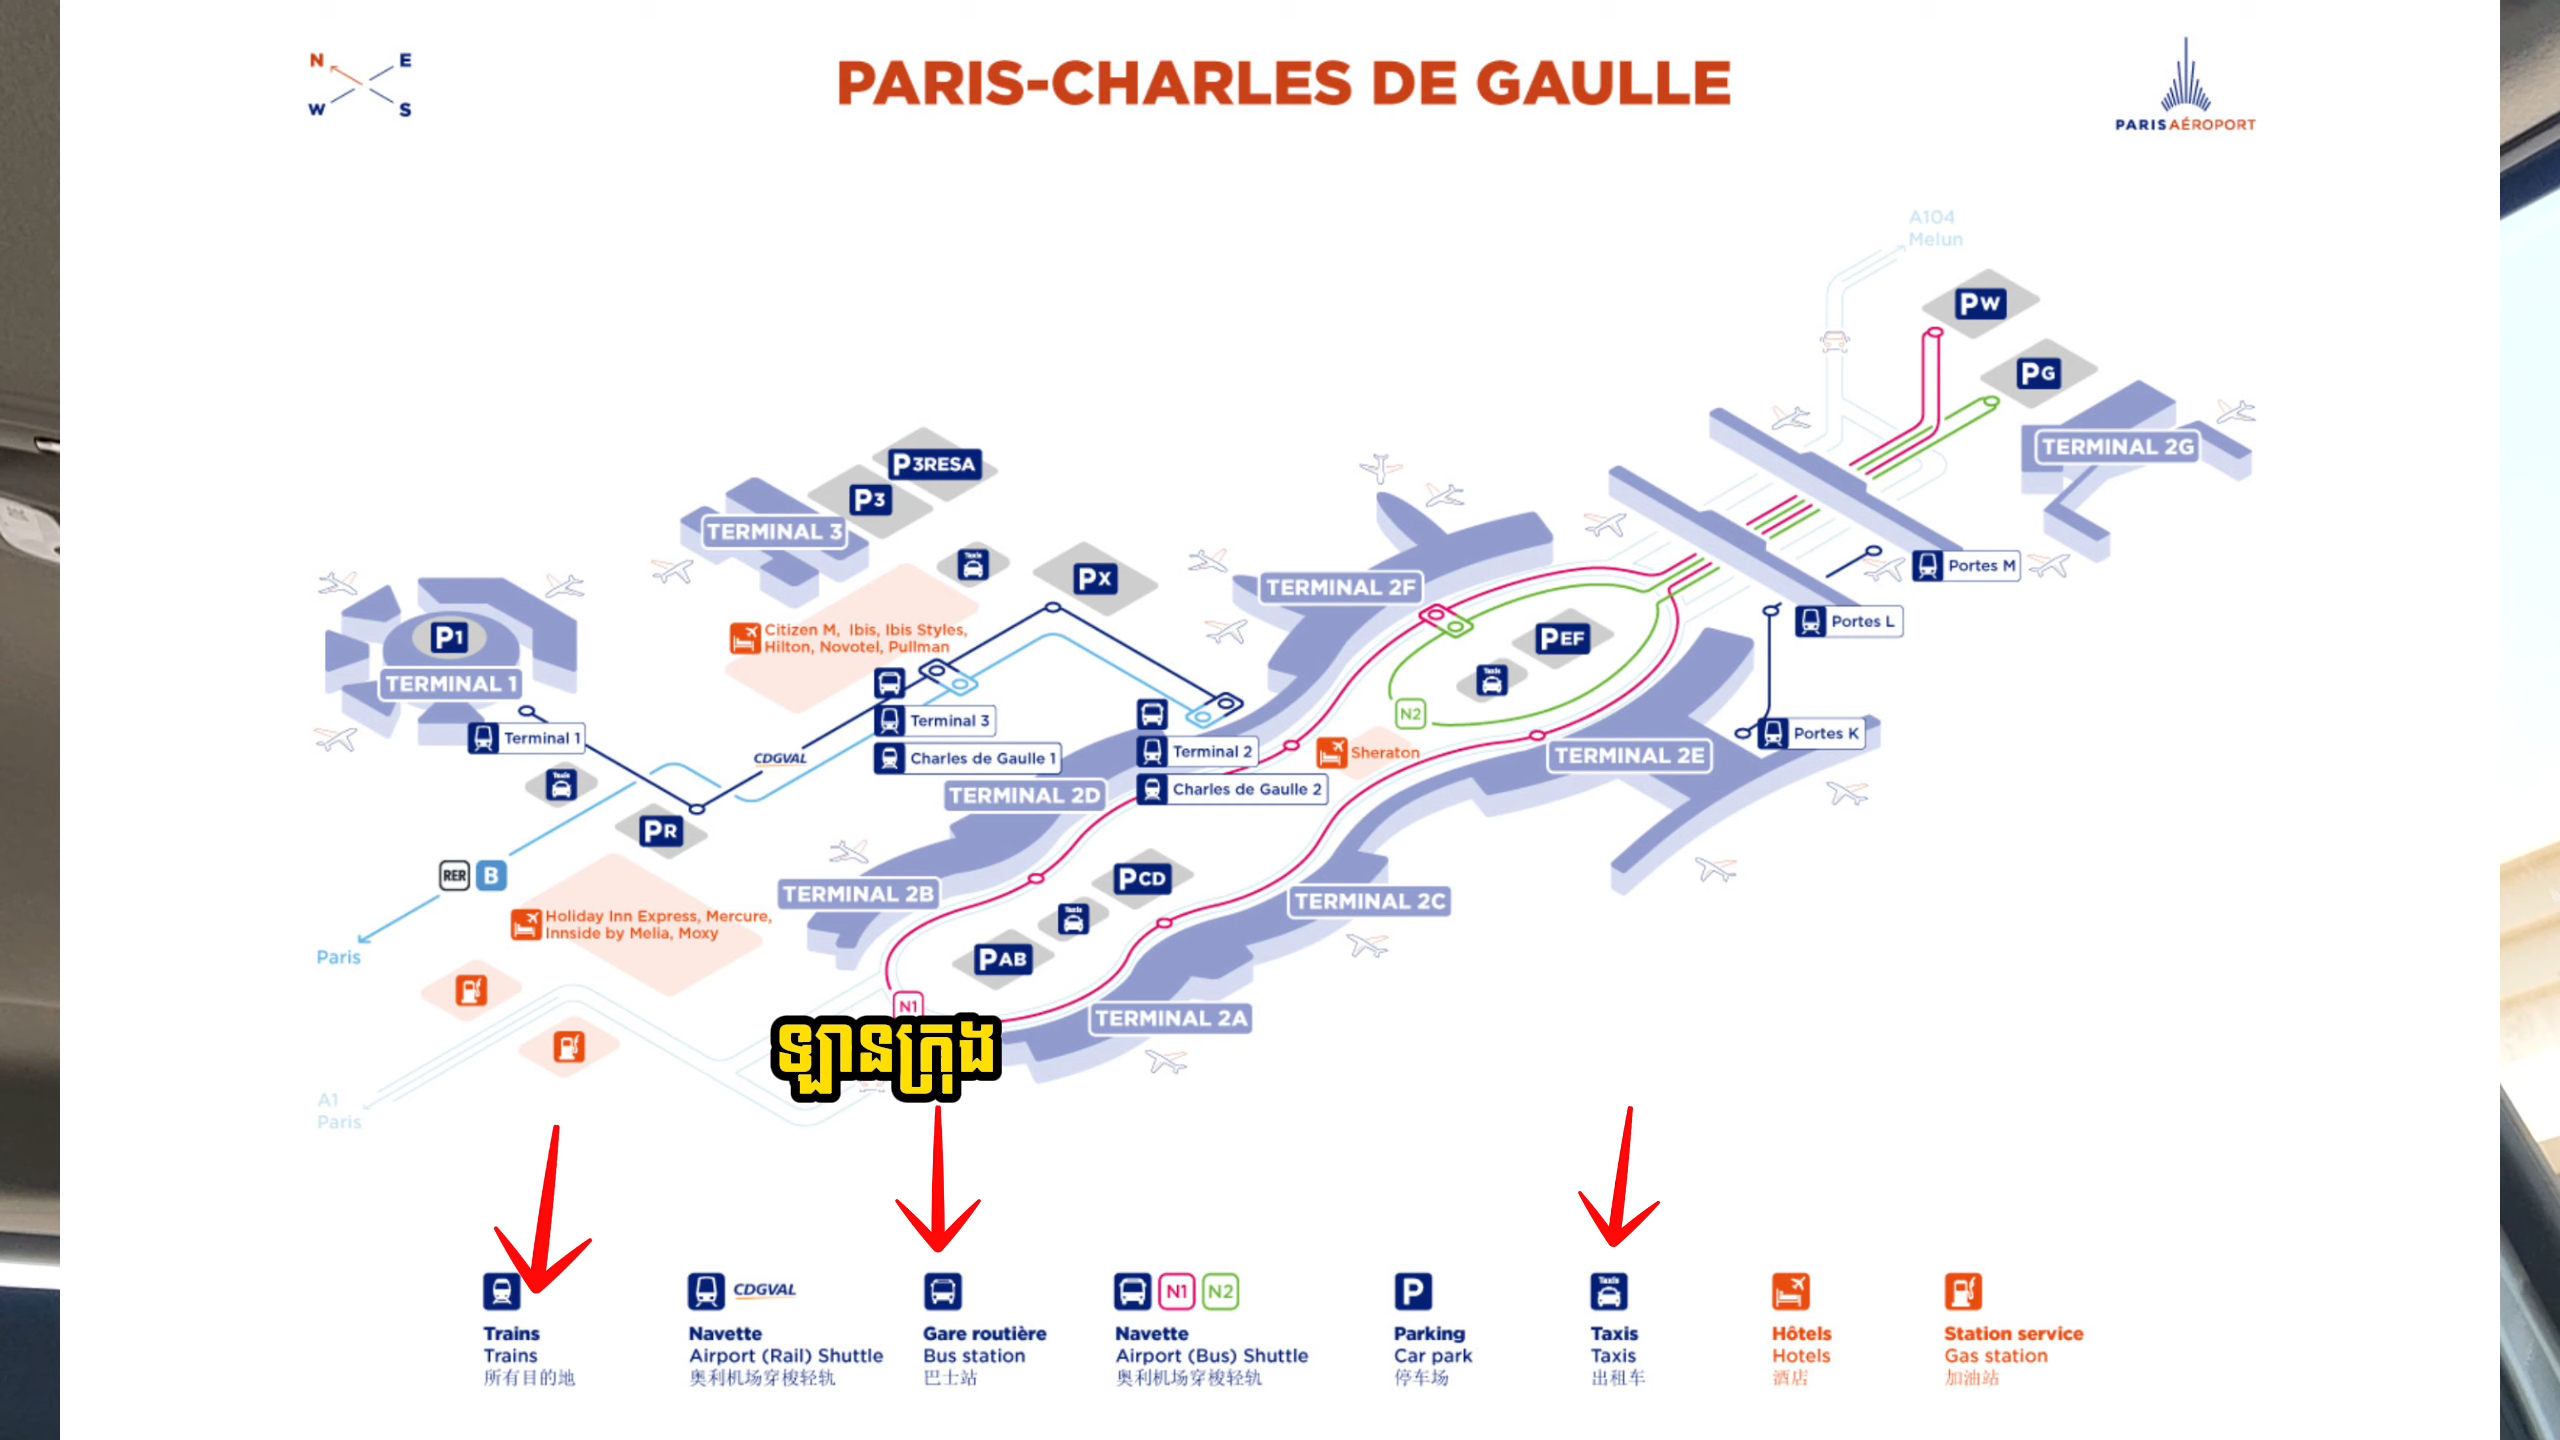 N
E
W
S
PARIS-CHARLES DE GAULLE
PARIS AÉROPORT
A104
Melun
PW
PG
TERMINAL 2G
P3RESA
P3
TERMINAL 3
Taxis
PX
TERMINAL 2F
Portes M
Portes L
P1
TERMINAL 1
Citizen M, Ibis, Ibis Styles,
Hilton, Novotel, Pullman
PEF
Taxis
N2
Terminal 1
CDGVAL
Terminal 3
Charles de Gaulle 1
Terminal 2
Charles de Gaulle 2
Sheraton
TERMINAL 2E
Portes K
Taxis
TERMINAL 2D
PR
RER B
TERMINAL 2B
PCD
TERMINAL 2C
Holiday Inn Express, Mercure,
Innside by Melia, Moxy
Taxis
PAB
Paris
N1
TERMINAL 2A
ឡានក្រុង
A1
Paris
CDGVAL
N1
N2
P
Taxis
Trains
Trains
所有目的地
Navette
Airport (Rail) Shuttle
奥利机场穿梭轻轨
Gare routière
Bus station
巴士站
Navette
Airport (Bus) Shuttle
奥利机场穿梭轻轨
Parking
Car park
停车场
Taxis
Taxis
出租车
Hôtels
Hotels
酒店
Station service
Gas station
加油站